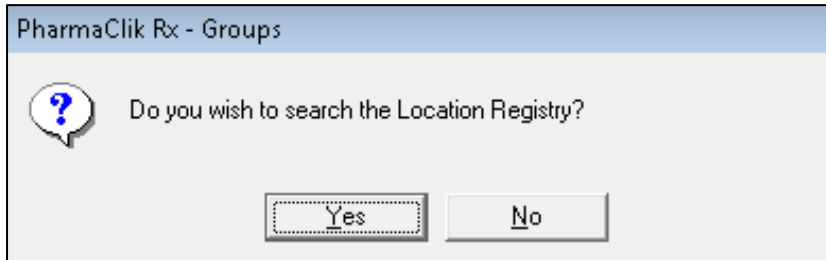 PharmaClik Rx - Groups
?
Do you wish to search the Location Registry?
Yes No